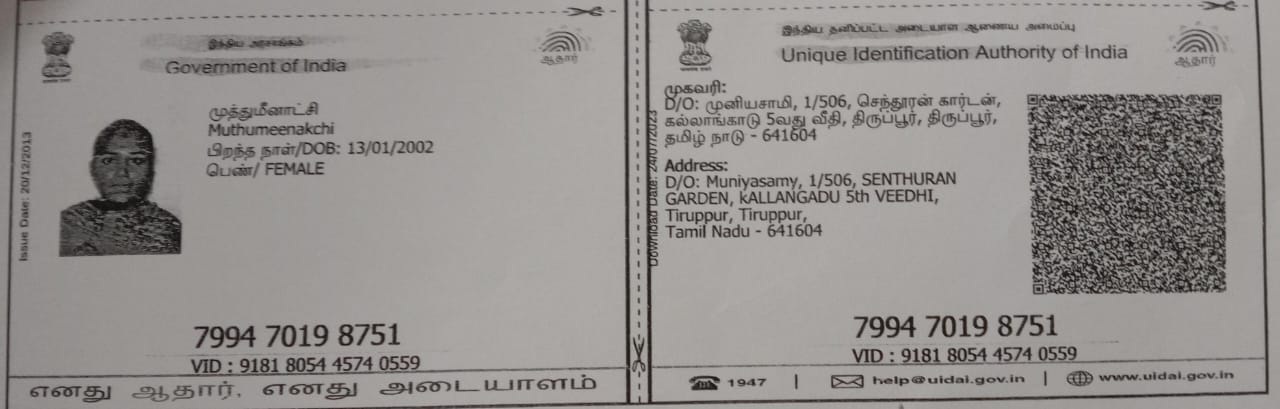 இந்திய அரசாங்கம்
Government of India
ஆதார்
Issue Date: 20/12/2013
முத்துமீனாட்சி
Muthumeenakchi
பிறந்த நாள்/DOB: 13/01/2002
பெண்/ FEMALE
7994 7019 8751
VID : 9181 8054 4574 0559
எனது ஆதார், எனது அடையாளம்
இந்திய தனிப்பட்ட அடையாள ஆணைய அமைப்பு
Unique Identification Authority of India
ஆதார்
Download Date: 24/07/2023
முகவரி:
D/O: முனியசாமி, 1/506, செந்தூரன் கார்டன்,
கல்லாங்காடு 5வது வீதி, திருப்பூர், திருப்பூர்,
தமிழ் நாடு - 641604
Address:
D/O: Muniyasamy, 1/506, SENTHURAN
GARDEN, kALLANGADU 5th VEEDHI,
Tiruppur, Tiruppur,
Tamil Nadu - 641604
7994 7019 8751
VID : 9181 8054 4574 0559
1947 | help@uidai.gov.in | www.uidai.gov.in